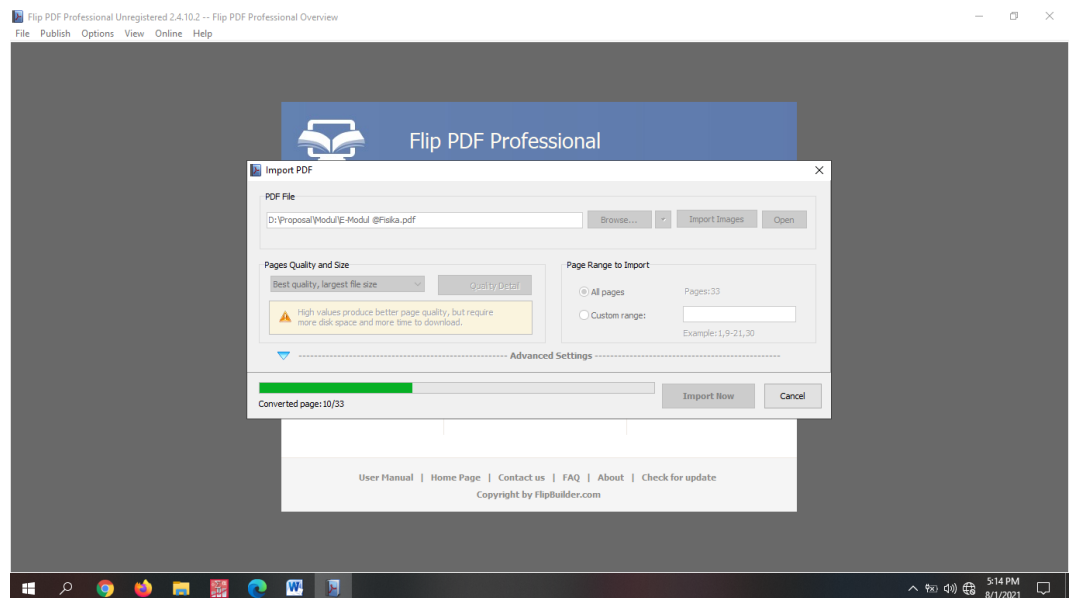 Flip PDF Professional Unregistered 2.4.10.2 -- Flip PDF Professional Overview
File Publish Options View Online Help
Flip PDF Professional
Import PDF
PDF File
D:\Proposal\Modul\E-Modul @Fisika.pdf Browse... Import Images Open
Pages Quality and Size
Best quality, largest file size Quality Detail
High values produce better page quality, but require
more disk space and more time to download.
Page Range to Import
All pages Pages:33
Custom range:
Example:1,9-21,30
Advanced Settings
Converted page:10/33
Import Now Cancel
User Manual | Home Page | Contact us | FAQ | About | Check for update
Copyright by FlipBuilder.com
5:14 PM
8/1/2021